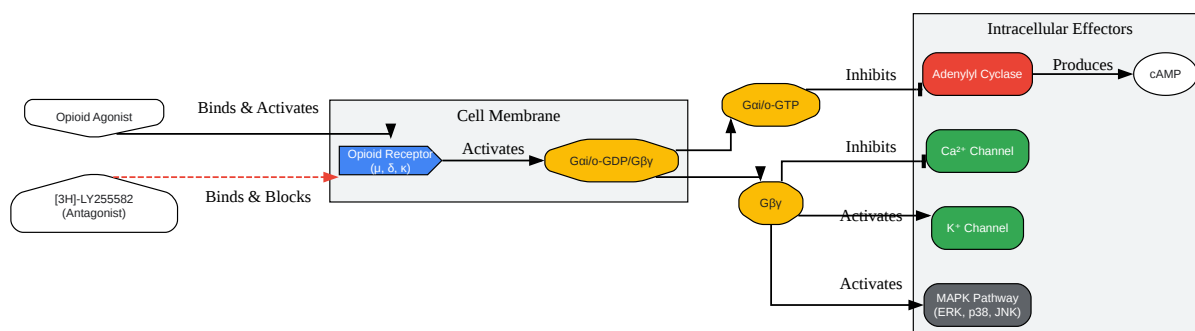 Intracellular Effectors
Inhibits
Adenylyl Cyclase
Produces
cAMP
Gαi/o-GTP
Binds & Activates
Opioid Agonist
Cell Membrane
Ca²⁺ Channel
Inhibits
Activates
Opioid Receptor
(μ, δ, κ)
Gαi/o-GDP/Gβγ
[3H]-LY255582
(Antagonist)
Binds & Blocks
Gβγ
Activates
K⁺ Channel
Activates
MAPK Pathway
(ERK, p38, JNK)